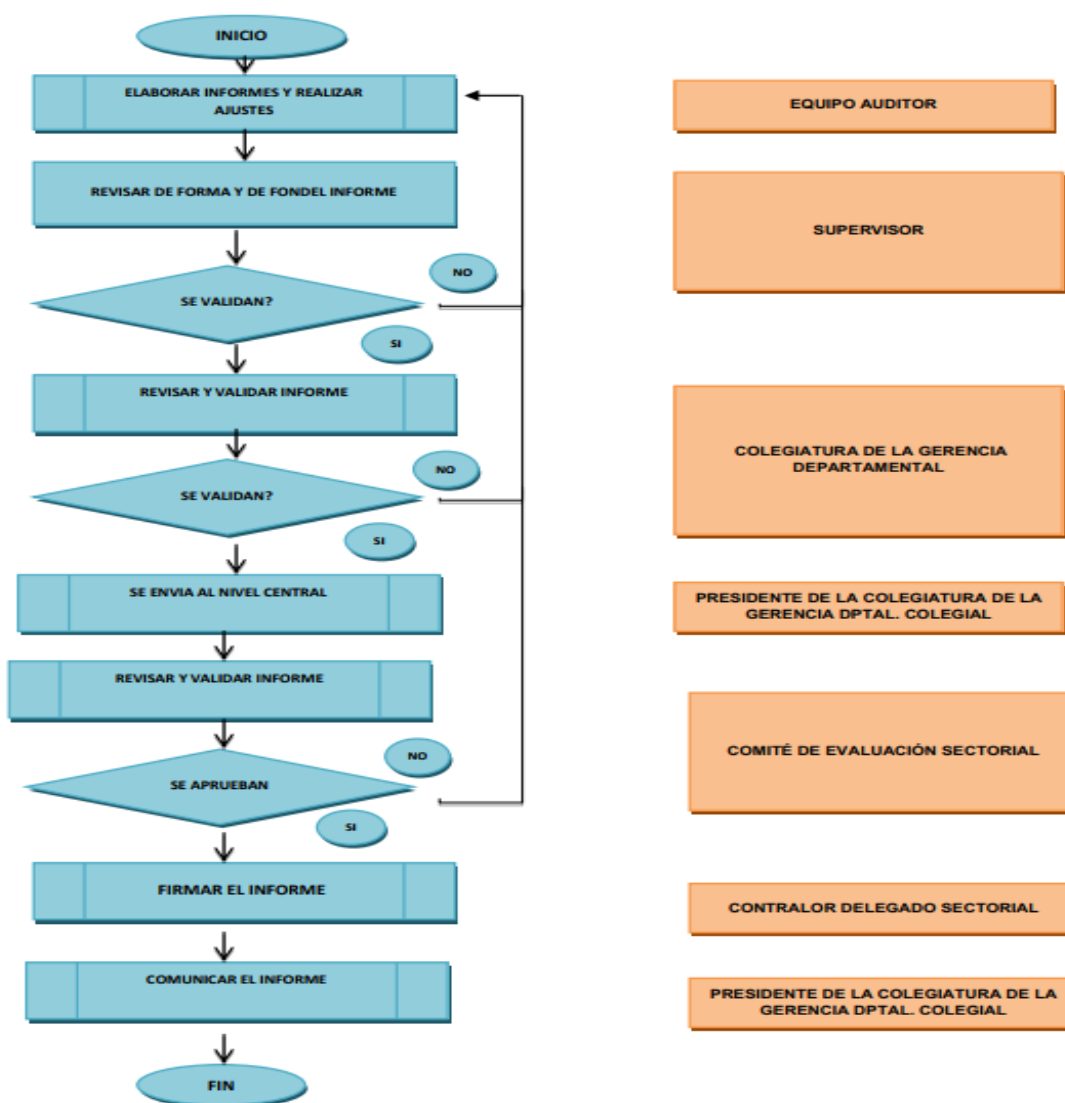 INICIO
ELABORAR INFORMES Y REALIZAR
AJUSTES
EQUIPO AUDITOR
REVISAR DE FORMA Y DE FONDEL INFORME
SUPERVISOR
NO
SE VALIDAN?
SI
REVISAR Y VALIDAR INFORME
COLEGIATURA DE LA GERENCIA
DEPARTAMENTAL
NO
SE VALIDAN?
SI
SE ENVIA AL NIVEL CENTRAL
PRESIDENTE DE LA COLEGIATURA DE LA
GERENCIA DPTAL. COLEGIAL
REVISAR Y VALIDAR INFORME
COMITÉ DE EVALUACIÓN SECTORIAL
NO
SE APRUEBAN
SI
FIRMAR EL INFORME
CONTRALOR DELEGADO SECTORIAL
COMUNICAR EL INFORME
PRESIDENTE DE LA COLEGIATURA DE LA
GERENCIA DPTAL. COLEGIAL
FIN